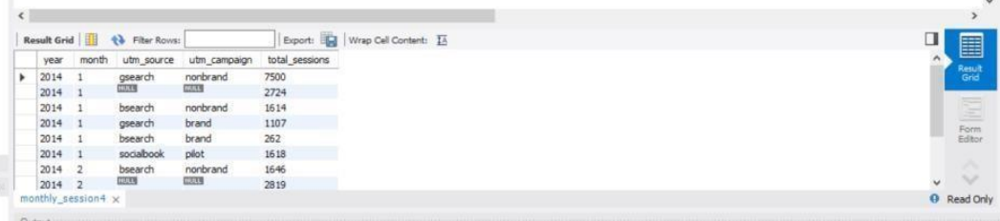 Result Grid Filter Rows: Export: Wrap Cell Content: IA
year month utm_source utm_campaign total_sessions
2014 1 gsearch nonbrand 7500
2014 1 NULL NULL 2724
2014 1 bsearch nonbrand 1614
2014 1 gsearch brand 1107
2014 1 bsearch brand 262
2014 1 socialbook pilot 1618
2014 2 bsearch nonbrand 1646
2014 2 NULL NULL 2819
Result
Grid
Form
Editor
monthly_session4 × Read Only